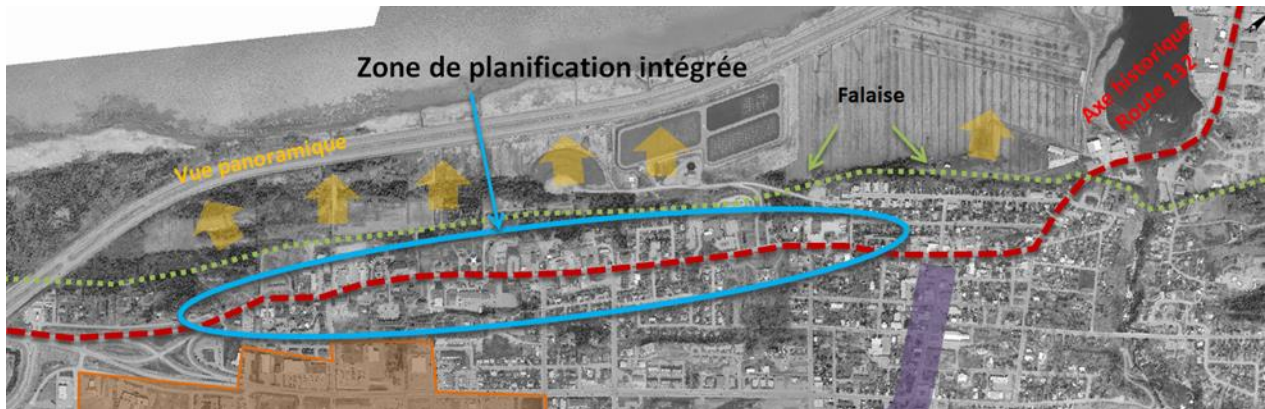 Zone de planification intégrée
Vue panoramique
Falaise
Axe historique
Route 132